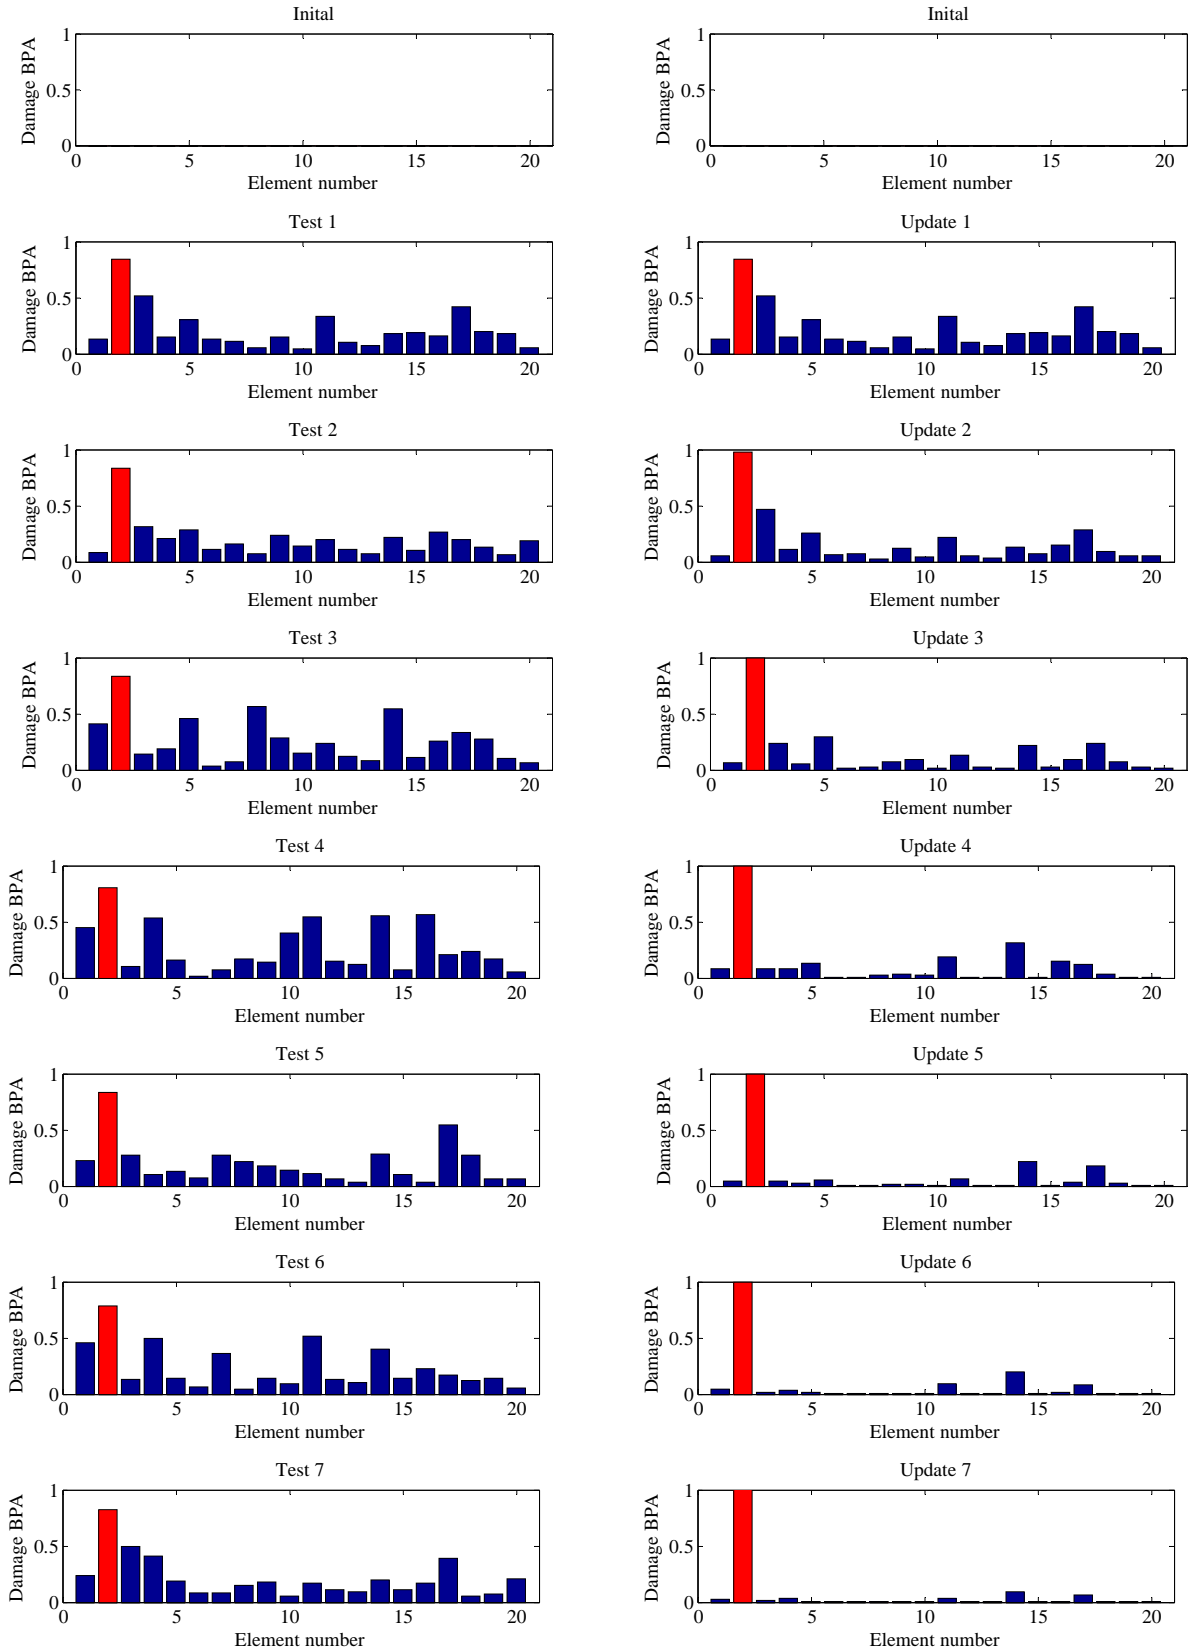 Inital
Damage BPA
1
0.5
0
0 5 10 15 20
Element number
Inital
Damage BPA
1
0.5
0
0 5 10 15 20
Element number
Test 1
Damage BPA
1
0.5
0
0 5 10 15 20
Element number
Update 1
Damage BPA
1
0.5
0
0 5 10 15 20
Element number
Test 2
Damage BPA
1
0.5
0
0 5 10 15 20
Element number
Update 2
Damage BPA
1
0.5
0
0 5 10 15 20
Element number
Test 3
Damage BPA
1
0.5
0
0 5 10 15 20
Element number
Update 3
Damage BPA
1
0.5
0
0 5 10 15 20
Element number
Test 4
Damage BPA
1
0.5
0
0 5 10 15 20
Element number
Update 4
Damage BPA
1
0.5
0
0 5 10 15 20
Element number
Test 5
Damage BPA
1
0.5
0
0 5 10 15 20
Element number
Update 5
Damage BPA
1
0.5
0
0 5 10 15 20
Element number
Test 6
Damage BPA
1
0.5
0
0 5 10 15 20
Element number
Update 6
Damage BPA
1
0.5
0
0 5 10 15 20
Element number
Test 7
Damage BPA
1
0.5
0
0 5 10 15 20
Element number
Update 7
Damage BPA
1
0.5
0
0 5 10 15 20
Element number